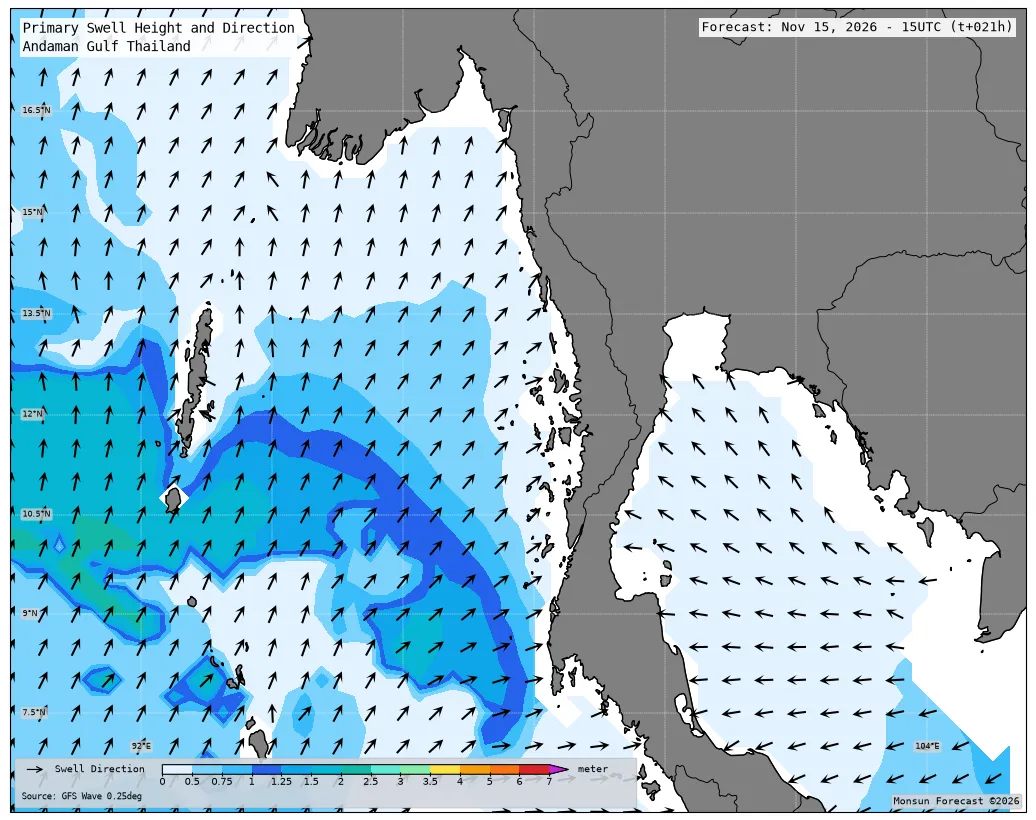 Primary Swell Height and Direction
Andaman Gulf Thailand
Forecast: Nov 15, 2026 - 15UTC (t+021h)
16.5°N
15°N
13.5°N
12°N
10.5°N
9°N
7.5°N
92°E
104°E
Swell Direction
0 0.5 0.75 1 1.25 1.5 2 2.5 3 3.5 4 5 6 7
meter
Source: GFS Wave 0.25deg
Monsun Forecast ©2026